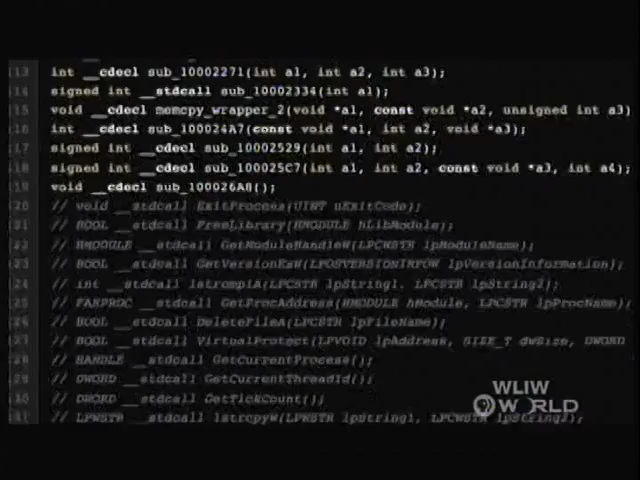 13 int __cdecl sub_10002271(int a1, int a2, int a3);
14 signed int __stdcall sub_10002334(int a1);
15 void __cdecl memcpy_wrapper_2(void *a1, const void *a2, unsigned int a3)
16 int __cdecl sub_100024A7(const void *a1, int a2, void *a3);
17 signed int __cdecl sub_10002529(int a1, int a2);
18 signed int __cdecl sub_100025C7(int a1, int a2, const void *a3, int a4);
19 void __cdecl sub_100026A8();
20 // void __stdcall ExitProcess(UINT uExitCode);
21 // BOOL __stdcall FreeLibrary(HMODULE hLibModule);
22 // HMODULE __stdcall GetModuleHandleW(LPCWSTR lpModuleName);
23 // BOOL __stdcall GetVersionExW(LPOSVERSIONINFOW lpVersionInformation);
24 // int __stdcall lstrcmpiA(LPCSTR lpString1, LPCSTR lpString2);
25 // FARPROC __stdcall GetProcAddress(HMODULE hModule, LPCSTR lpProcName);
26 // BOOL __stdcall DeleteFileA(LPCSTR lpFileName);
27 // BOOL __stdcall VirtualProtect(LPVOID lpAddress, SIZE_T dwSize, DWORD
28 // HANDLE __stdcall GetCurrentProcess();
29 // DWORD __stdcall GetCurrentThreadId();
30 // DWORD __stdcall GetTickCount();
31 // LPWSTR __stdcall lstrcpyW(LPWSTR lpString1, LPCWSTR lpString2);
WLIW
WORLD